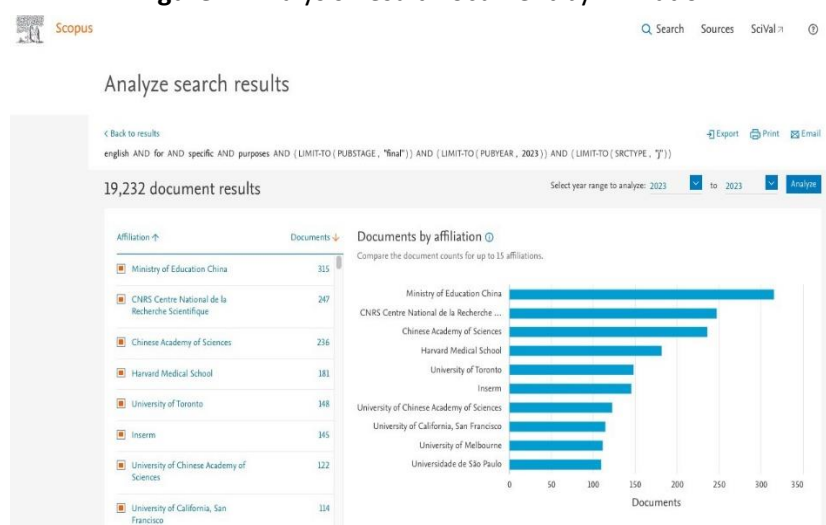 Scopus
Search Sources SciVal
Analyze search results
< Back to results
Export Print Email
english AND for AND specific AND purposes AND ( LIMIT-TO ( PUBSTAGE , "final" ) ) AND ( LIMIT-TO ( PUBYEAR , 2023 ) ) AND ( LIMIT-TO ( SRCTYPE , "j" ) )
19,232 document results
Select year range to analyze: 2023 to 2023 Analyze
Affiliation Documents
Ministry of Education China 315
CNRS Centre National de la
Recherche Scientifique 247
Chinese Academy of Sciences 236
Harvard Medical School 181
University of Toronto 148
Inserm 145
University of Chinese Academy of
Sciences 122
University of California, San
Francisco 114
Documents by affiliation
Compare the document counts for up to 15 affiliations.
Ministry of Education China
CNRS Centre National de la Recherche ...
Chinese Academy of Sciences
Harvard Medical School
University of Toronto
Inserm
University of Chinese Academy of Sciences
University of California, San Francisco
University of Melbourne
Universidade de São Paulo
0 50 100 150 200 250 300 350
Documents